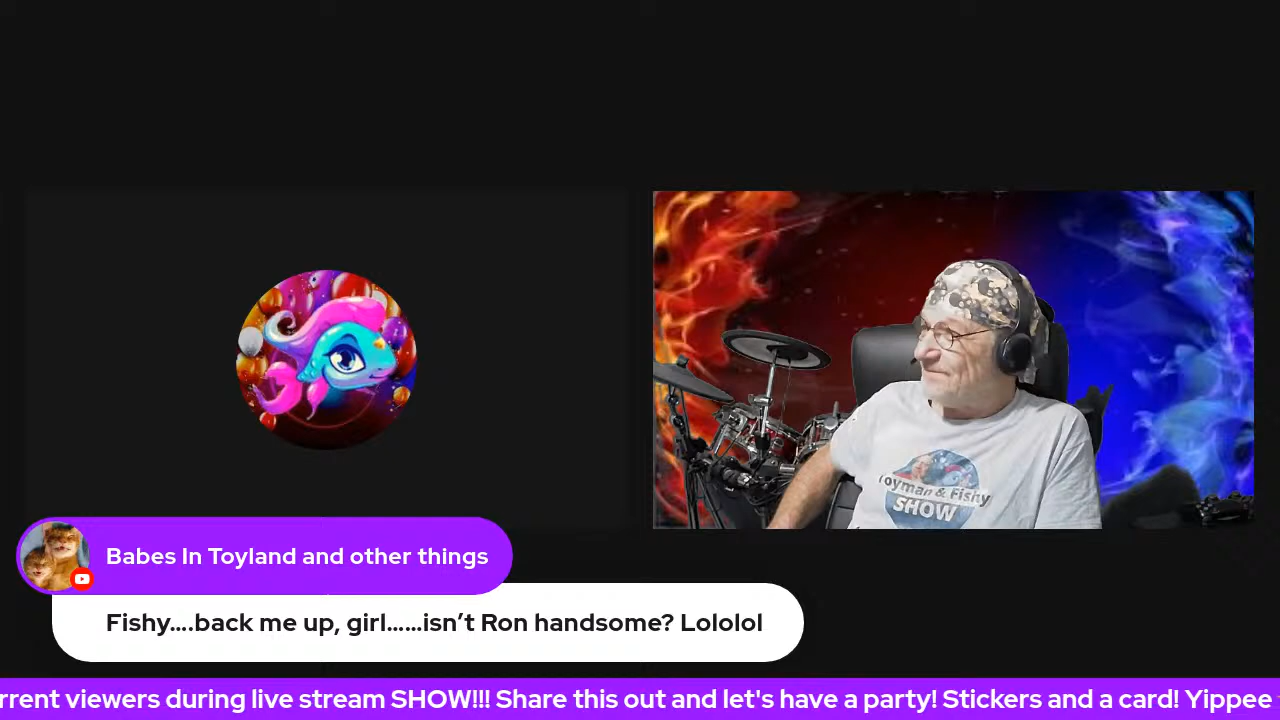 Toyman & Fishy
SHOW
Babes In Toyland and other things
Fishy….back me up, girl……isn’t Ron handsome? Lololol
rrent viewers during live stream SHOW!!! Share this out and let's have a party! Stickers and a card! Yippee